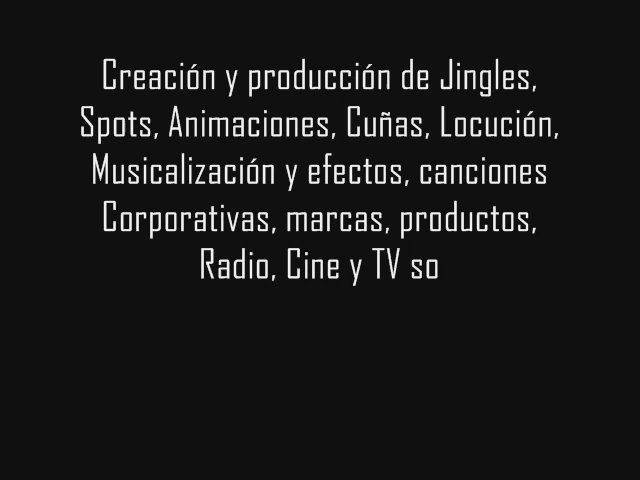 Creación y producción de Jingles,
Spots, Animaciones, Cuñas, Locución,
Musicalización y efectos, canciones
Corporativas, marcas, productos,
Radio, Cine y TV so